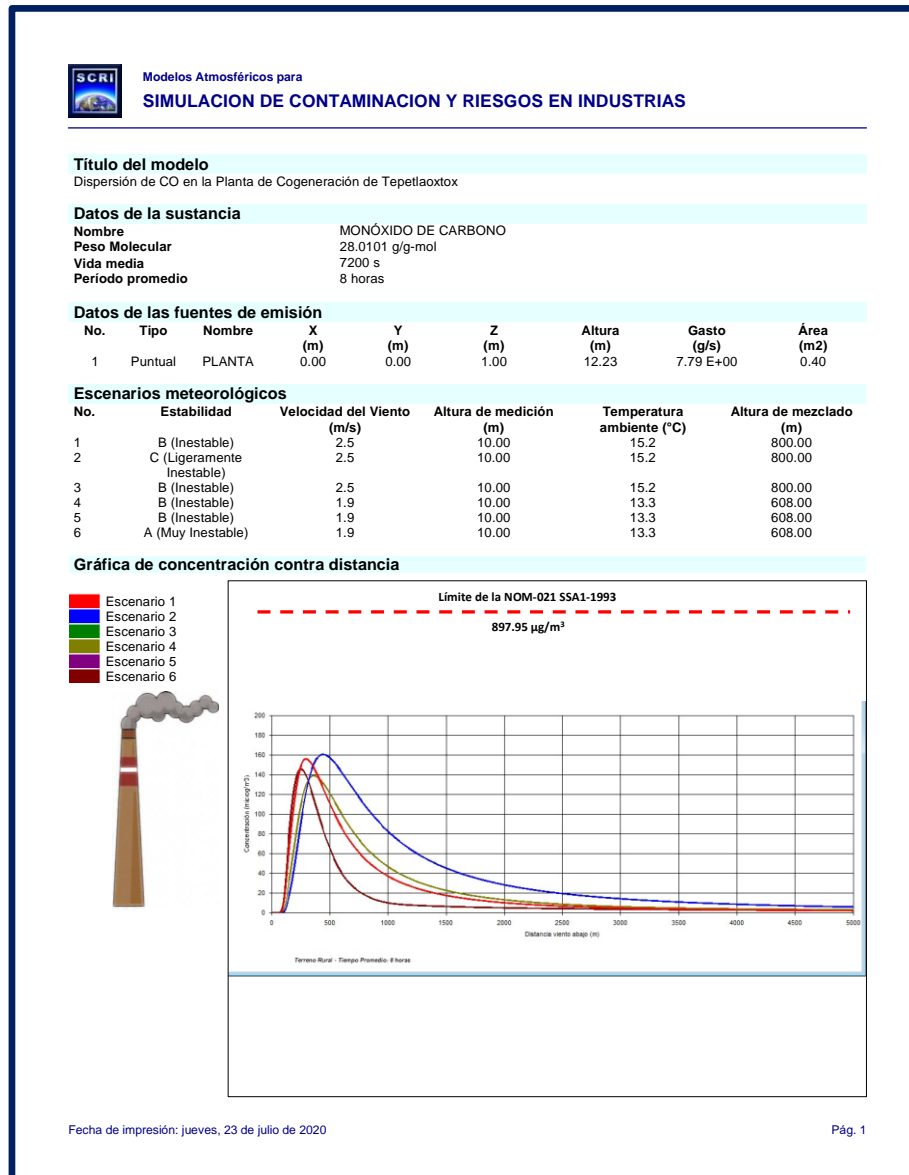 SCRI
Modelos Atmosféricos para
SIMULACION DE CONTAMINACION Y RIESGOS EN INDUSTRIAS
Título del modelo
Dispersión de CO en la Planta de Cogeneración de Tepetlaoxtox
Datos de la sustancia
Nombre MONÓXIDO DE CARBONO
Peso Molecular 28.0101 g/g-mol
Vida media 7200 s
Período promedio 8 horas
Datos de las fuentes de emisión
No. Tipo Nombre X Y Z Altura Gasto Área
(m) (m) (m) (m) (g/s) (m2)
1 Puntual PLANTA 0.00 0.00 1.00 12.23 7.79 E+00 0.40
Escenarios meteorológicos
No. Estabilidad Velocidad del Viento Altura de medición Temperatura Altura de mezclado
(m/s) (m) ambiente (°C) (m)
1 B (Inestable) 2.5 10.00 15.2 800.00
2 C (Ligeramente 2.5 10.00 15.2 800.00
Inestable)
3 B (Inestable) 2.5 10.00 15.2 800.00
4 B (Inestable) 1.9 10.00 13.3 608.00
5 B (Inestable) 1.9 10.00 13.3 608.00
6 A (Muy Inestable) 1.9 10.00 13.3 608.00
Gráfica de concentración contra distancia
Escenario 1
Escenario 2
Escenario 3
Escenario 4
Escenario 5
Escenario 6
Límite de la NOM-021 SSA1-1993
897.95 µg/m³
Concentración (microg/m3)
200
180
160
140
120
100
80
60
40
20
0
0 500 1000 1500 2000 2500 3000 3500 4000 4500 5000
Distancia viento abajo (m)
Terreno Rural - Tiempo Promedio: 8 horas
Fecha de impresión: jueves, 23 de julio de 2020 Pág. 1